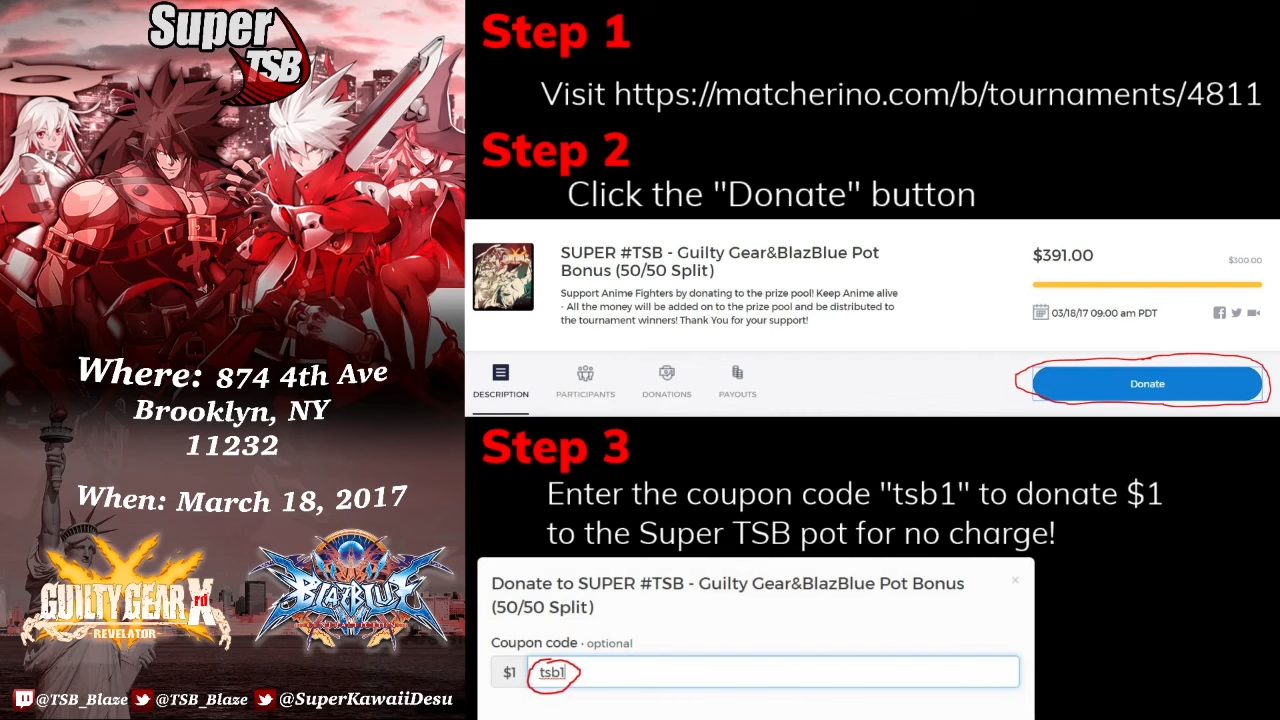 Super
TSB
Where: 874 4th Ave
Brooklyn, NY
11232
When: March 18, 2017
GUILTY GEAR Xrd
-REVELATOR-
BLAZBLUE
@TSB_Blaze @TSB_Blaze @SuperKawaiiDesu
Step 1
Visit https://matcherino.com/b/tournaments/4811
Step 2
Click the "Donate" button
SUPER #TSB - Guilty Gear&BlazBlue Pot
Bonus (50/50 Split)
Support Anime Fighters by donating to the prize pool! Keep Anime alive
- All the money will be added on to the prize pool and be distributed to
the tournament winners! Thank You for your support!
$391.00
$300.00
03/18/17 09:00 am PDT
DESCRIPTION PARTICIPANTS DONATIONS PAYOUTS
Donate
Step 3
Enter the coupon code "tsb1" to donate $1
to the Super TSB pot for no charge!
Donate to SUPER #TSB - Guilty Gear&BlazBlue Pot Bonus ×
(50/50 Split)
Coupon code · optional
$1 tsb1